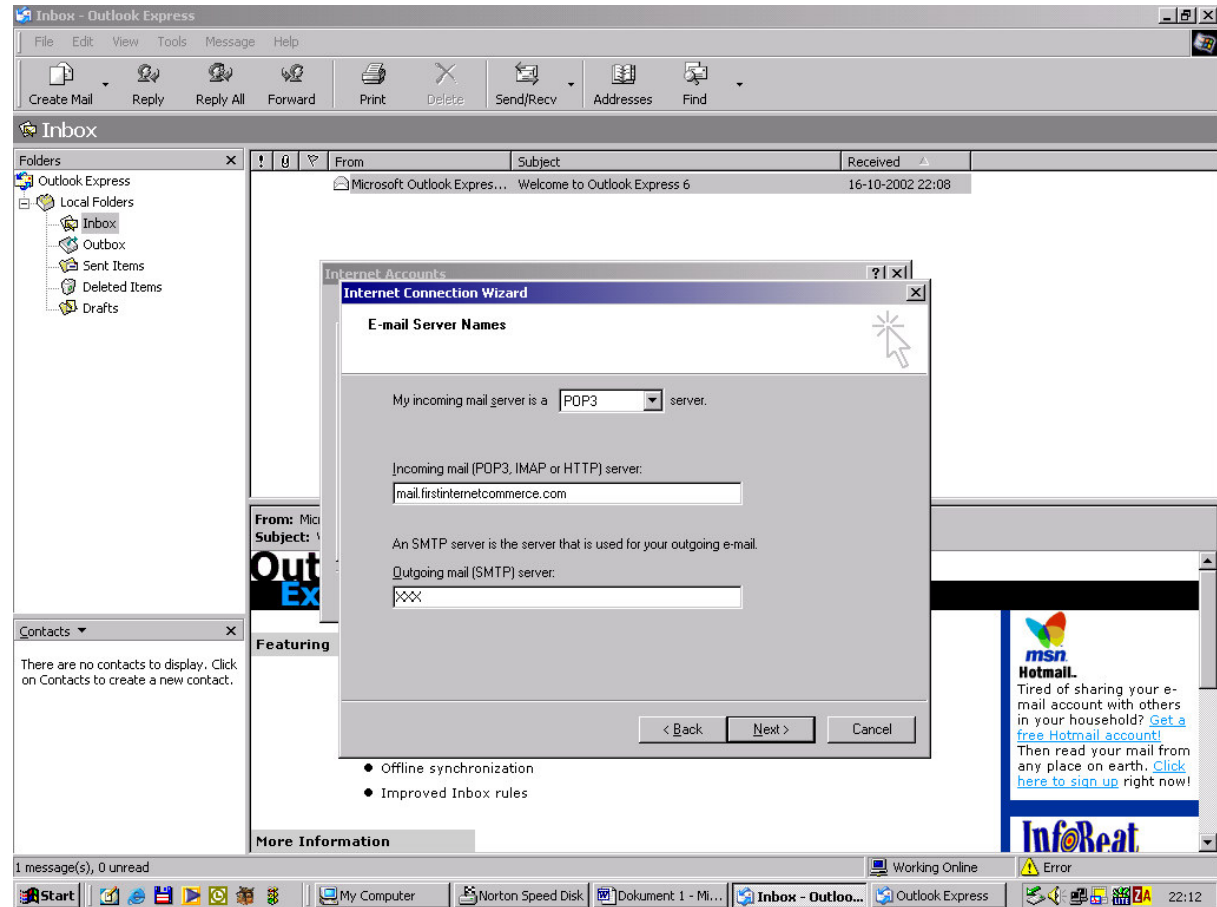 Inbox - Outlook Express
File Edit View Tools Message Help
Create Mail Reply Reply All Forward Print Delete Send/Recv Addresses Find
Inbox
Folders
Outlook Express
Local Folders
Inbox
Outbox
Sent Items
Deleted Items
Drafts
! From Subject Received
Microsoft Outlook Expres... Welcome to Outlook Express 6 16-10-2002 22:08
Internet Accounts
Internet Connection Wizard
E-mail Server Names
My incoming mail server is a POP3 server.
Incoming mail (POP3, IMAP or HTTP) server:
mail.firstinternetcommerce.com
An SMTP server is the server that is used for your outgoing e-mail.
Outgoing mail (SMTP) server:
XXX
< Back Next > Cancel
From: Micr
Subject:
Out
Ex
Featuring
Offline synchronization
Improved Inbox rules
More Information
msn.
Hotmail.
Tired of sharing your e-
mail account with others
in your household? Get a
free Hotmail account!
Then read your mail from
any place on earth. Click
here to sign up right now!
InfoBeat
Contacts
There are no contacts to display. Click
on Contacts to create a new contact.
1 message(s), 0 unread Working Online Error
Start My Computer Norton Speed Disk Dokument 1 - Mi... Inbox - Outloo... Outlook Express ZA 22:12